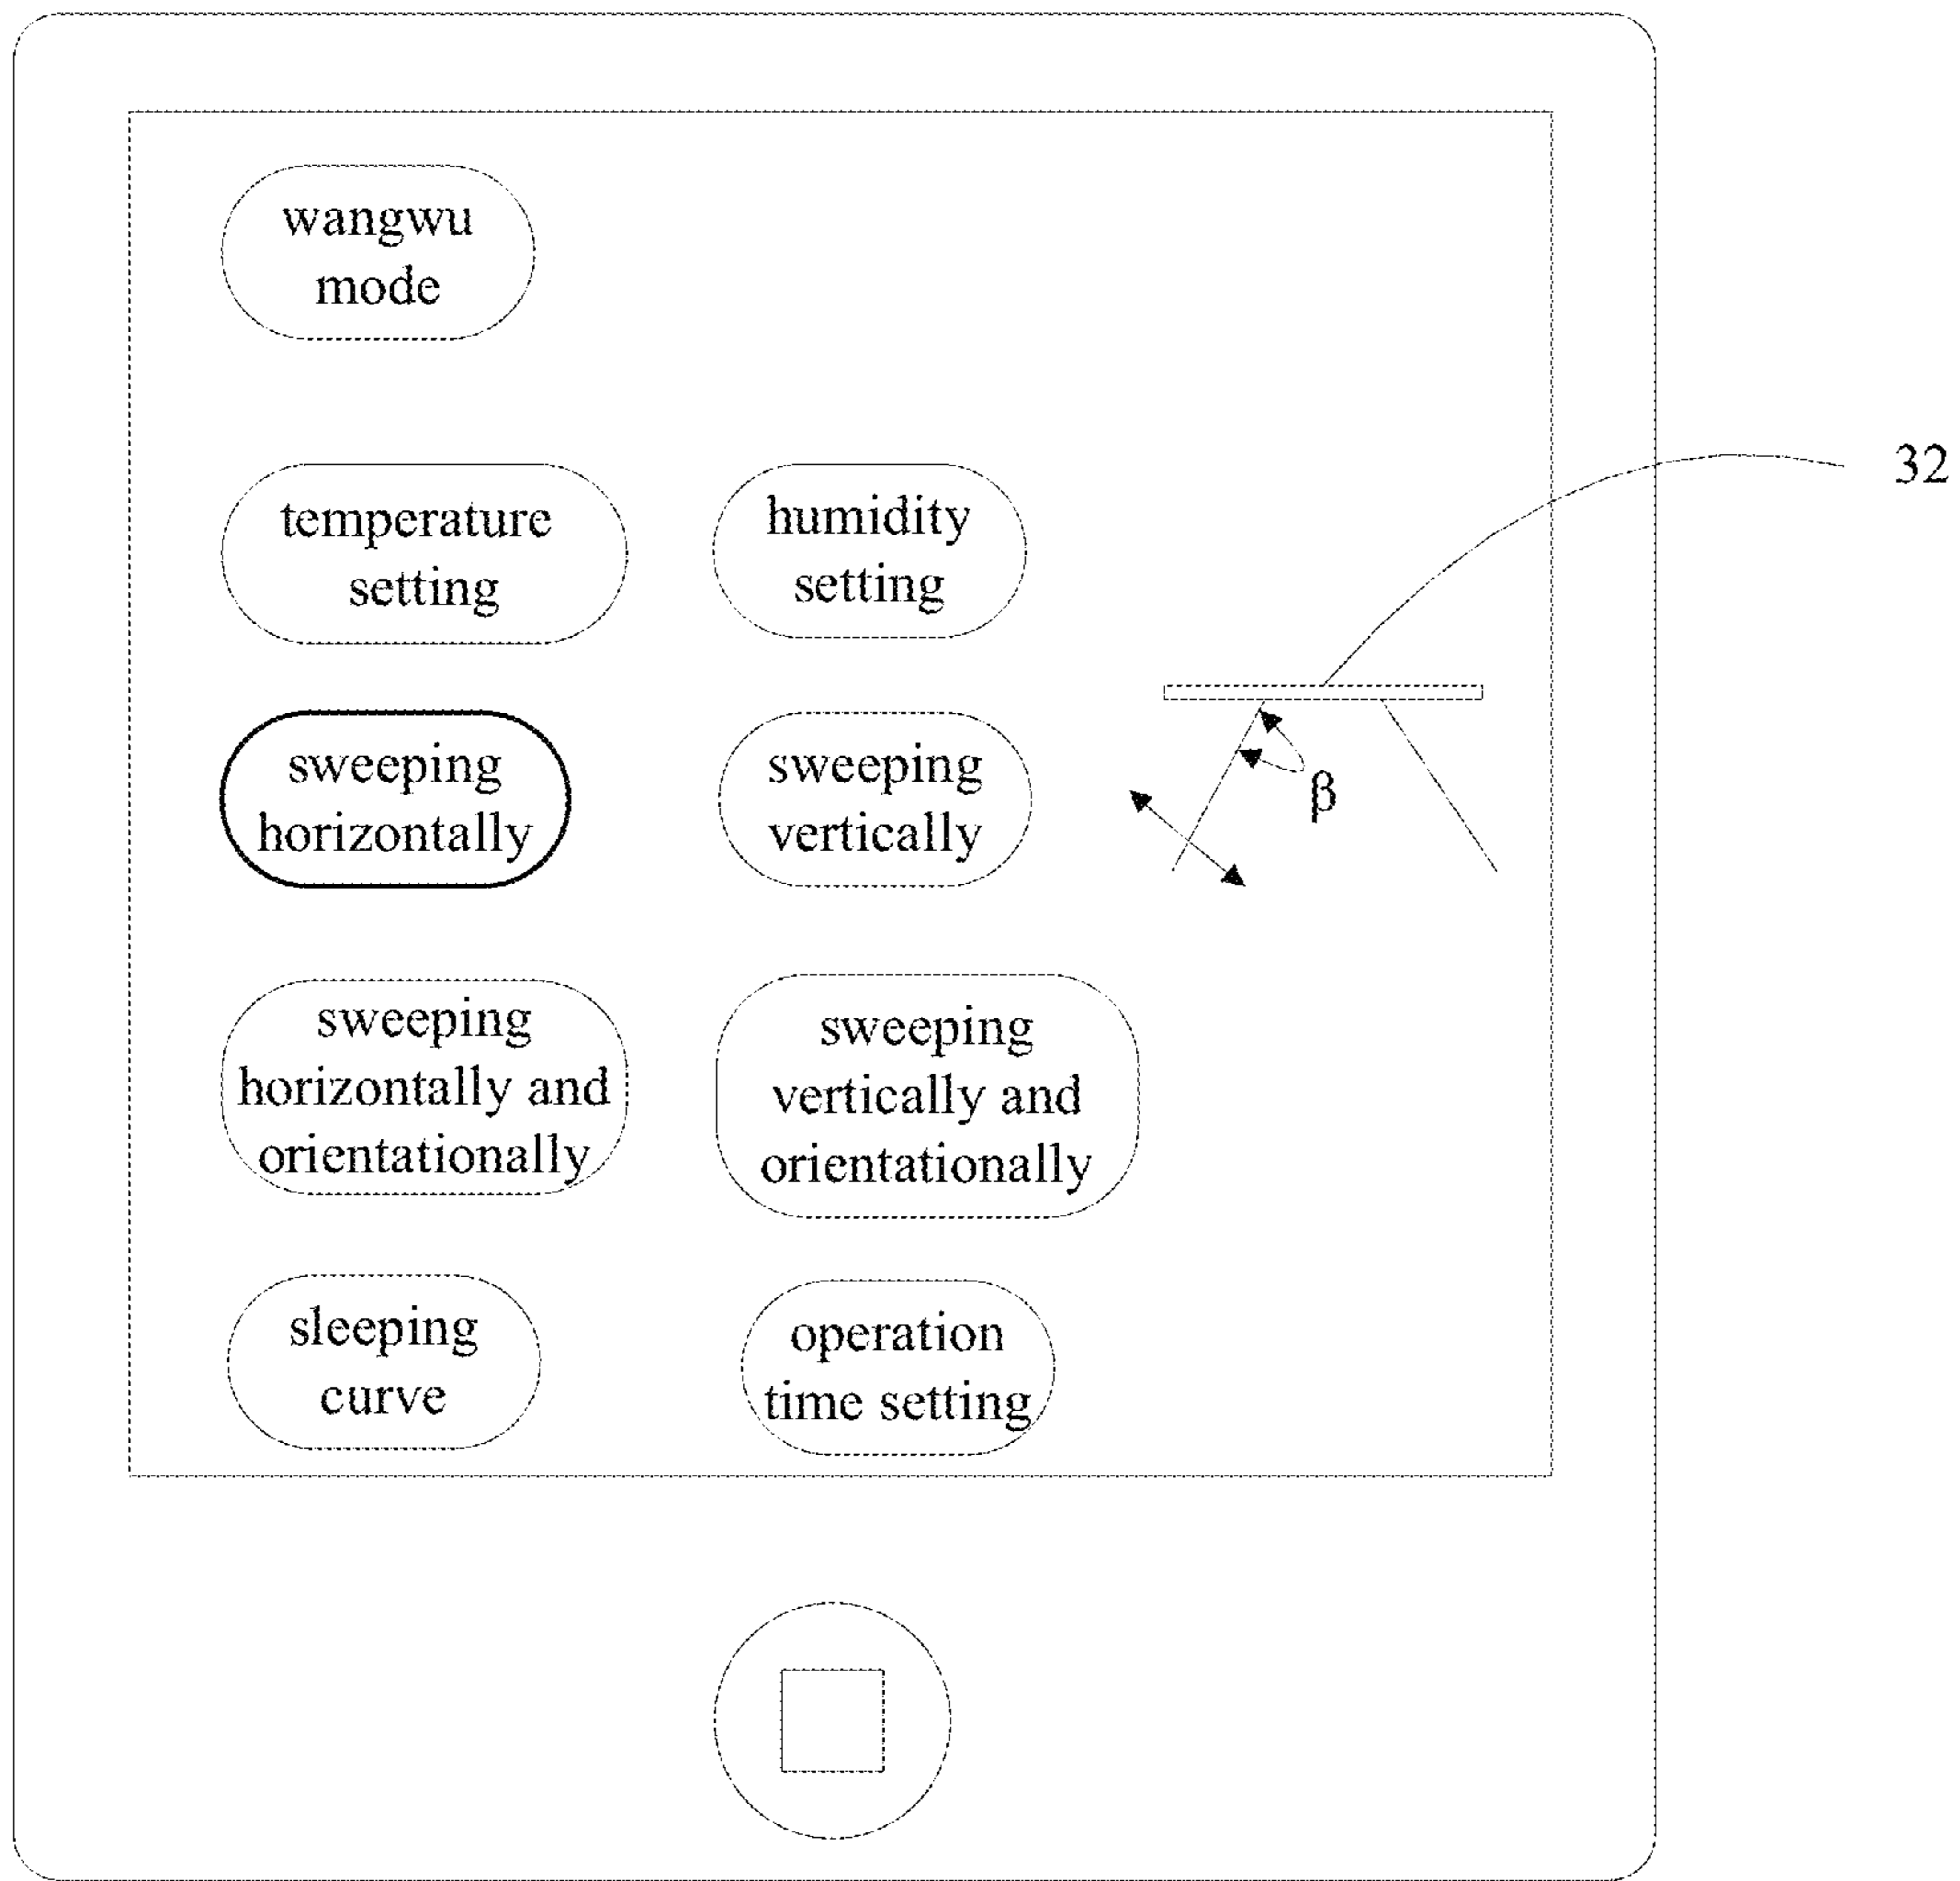 wangwu
mode
32
temperature
setting
humidity
setting
sweeping
horizontally
sweeping
vertically
β
sweeping
horizontally and
orientationally
sweeping
vertically and
orientationally
sleeping
curve
operation
time setting